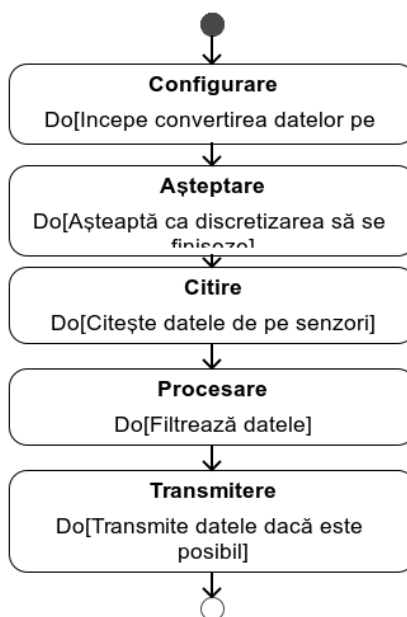 Configurare
Do[Incepe convertirea datelor pe
Așteptare
Do[Așteaptă ca discretizarea să se
finiseze]
Citire
Do[Citește datele de pe senzori]
Procesare
Do[Filtrează datele]
Transmitere
Do[Transmite datele dacă este
posibil]